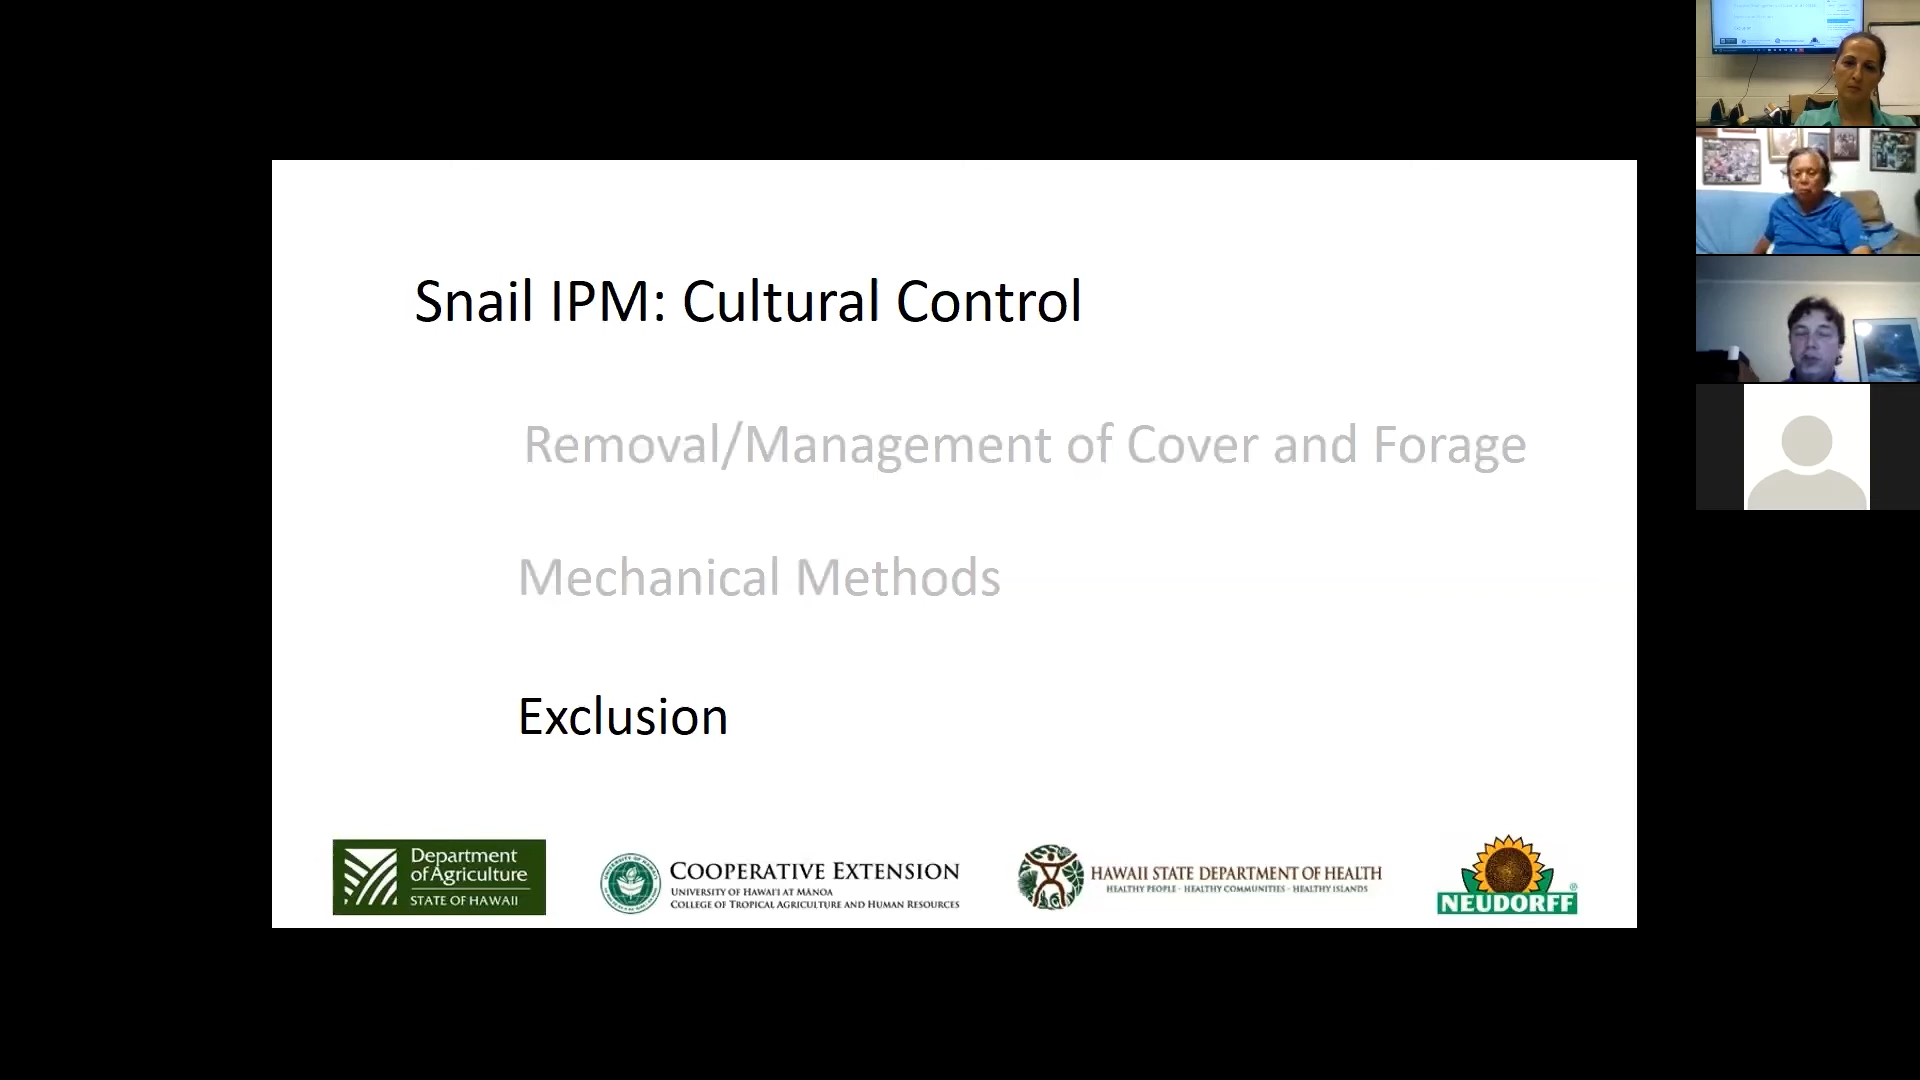 Snail IPM: Cultural Control
Removal/Management of Cover and Forage
Mechanical Methods
Exclusion
Department
of Agriculture
STATE OF HAWAII
COOPERATIVE EXTENSION
UNIVERSITY OF HAWAI'I AT MĀNOA
COLLEGE OF TROPICAL AGRICULTURE AND HUMAN RESOURCES
HAWAII STATE DEPARTMENT OF HEALTH
HEALTHY PEOPLE - HEALTHY COMMUNITIES - HEALTHY ISLANDS
NEUDORFF®